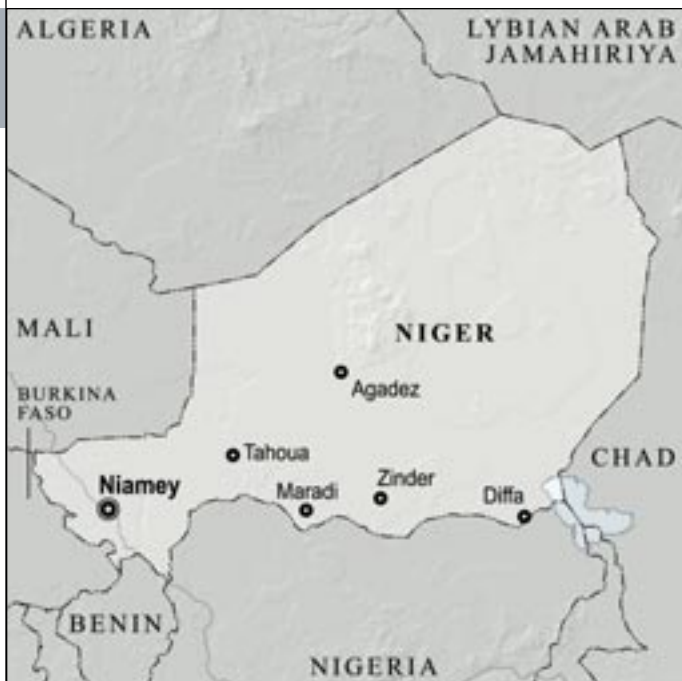 ALGERIA
LYBIAN ARAB
JAMAHIRIYA
MALI
NIGER
Agadez
BURKINA
FASO
Tahoua
CHAD
Niamey
Maradi
Zinder
Diffa
BENIN
NIGERIA